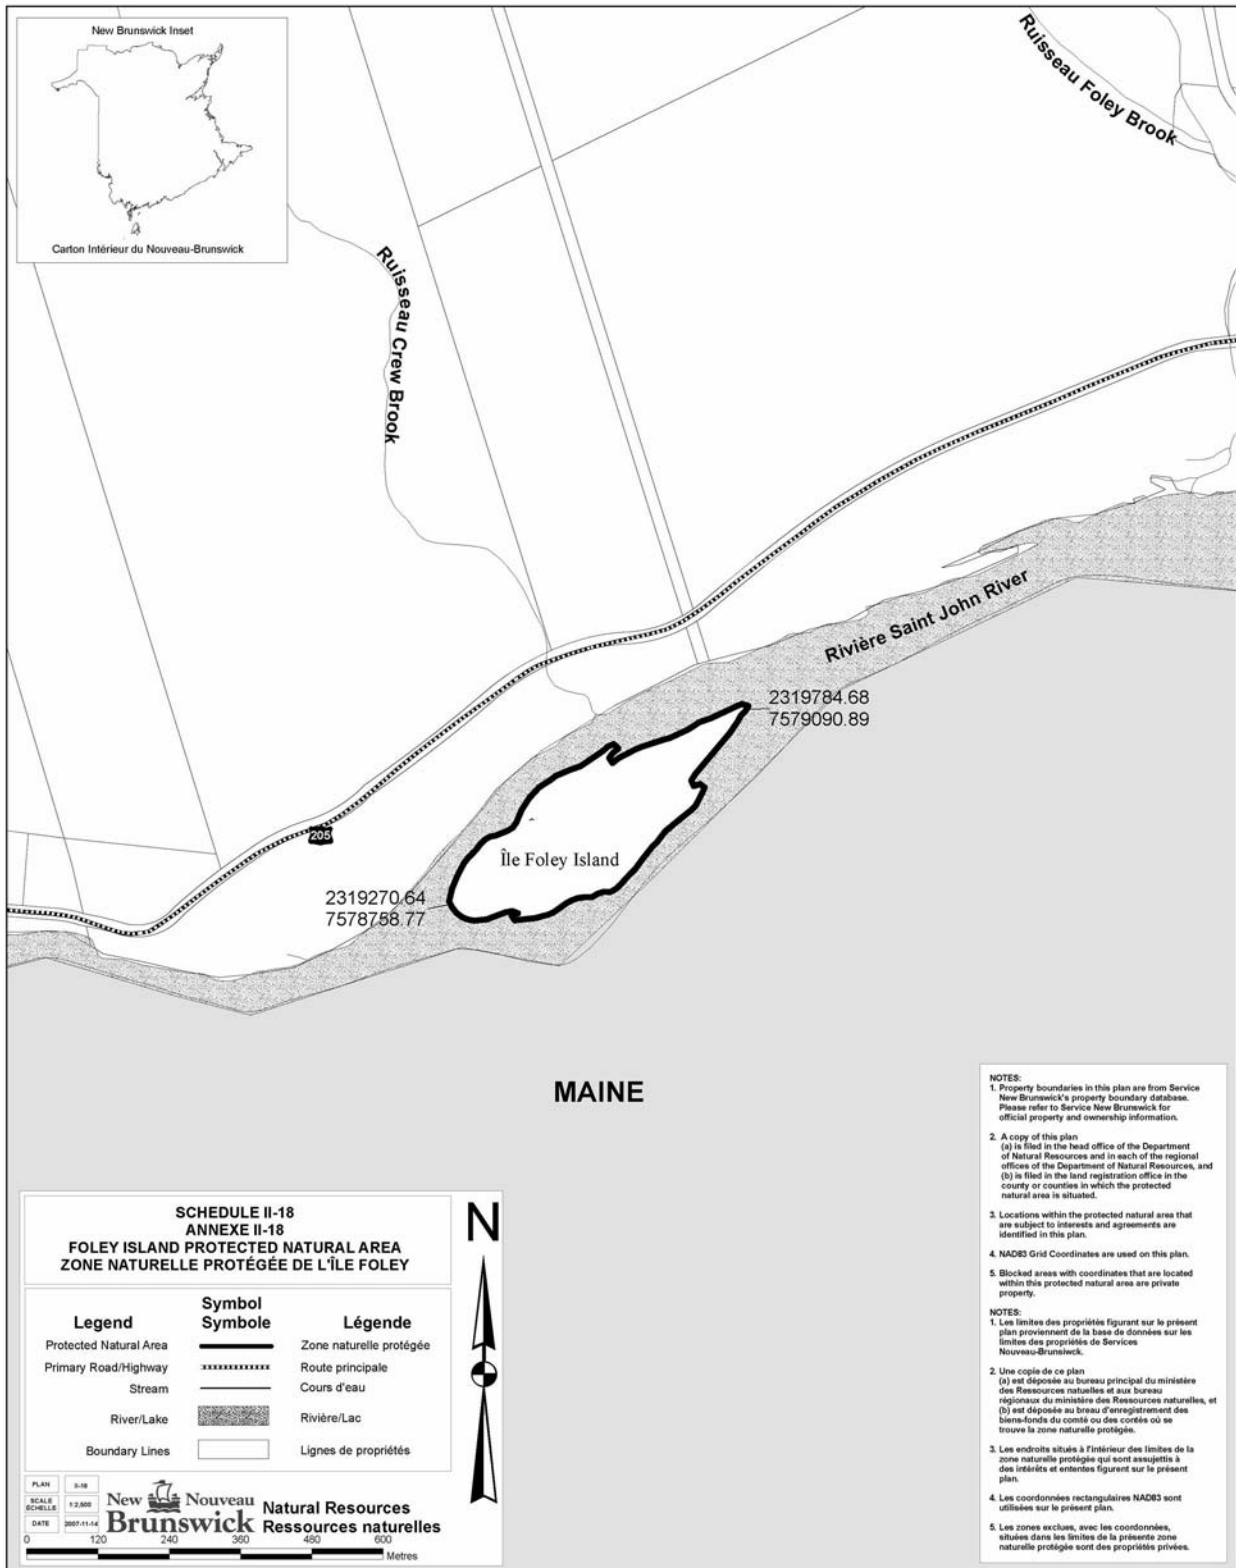 New Brunswick Inset
Carton Intérieur du Nouveau-Brunswick
Ruisseau Foley Brook
Ruisseau Crew Brook
Rivière Saint John River
2319784.68
7579090.89
205
Île Foley Island
2319270.64
7578758.77
MAINE
SCHEDULE II-18
ANNEXE II-18
FOLEY ISLAND PROTECTED NATURAL AREA
ZONE NATURELLE PROTÉGÉE DE L'ÎLE FOLEY
Legend
Symbol
Symbole
Légende
Protected Natural Area
Zone naturelle protégée
Primary Road/Highway
Route principale
Stream
Cours d'eau
River/Lake
Rivière/Lac
Boundary Lines
Lignes de propriétés
N
PLAN
II-18
SCALE
ÉCHELLE
1:2,500
DATE
2007-11-14
New Nouveau
Brunswick
Natural Resources
Ressources naturelles
0 120 240 360 480 600
Metres
NOTES:
1. Property boundaries in this plan are from Service
New Brunswick's property boundary database.
Please refer to Service New Brunswick for
official property and ownership information.
2. A copy of this plan
(a) is filed in the head office of the Department
of Natural Resources and in each of the regional
offices of the Department of Natural Resources, and
(b) is filed in the land registration office in the
county or counties in which the protected
natural area is situated.
3. Locations within the protected natural area that
are subject to interests and agreements are
identified in this plan.
4. NAD83 Grid Coordinates are used on this plan.
5. Blocked areas with coordinates that are located
within this protected natural area are private
property.
NOTES:
1. Les limites des propriétés figurant sur le présent
plan proviennent de la base de données sur les
limites des propriétés de Services
Nouveau-Brunsiwck.
2. Une copie de ce plan
(a) est déposée au bureau principal du ministère
des Ressources natuelles et aux bureau
régionaux du ministère des Ressources naturelles, et
(b) est déposée au breau d'enregistrement des
biens-fonds du comté ou des contés où se
trouve la zone naturelle protégée.
3. Les endroits situés à l'intérieur des limites de la
zone naturelle protégée qui sont assujettis à
des intérêts et ententes figurent sur le présent
plan.
4. Les coordonnées rectangulaires NAD83 sont
utilisées sur le présent plan.
5. Les zones exclues, avec les coordonnées,
situées dans les limites de la présente zone
naturelle protégée sont des propriétés privées.